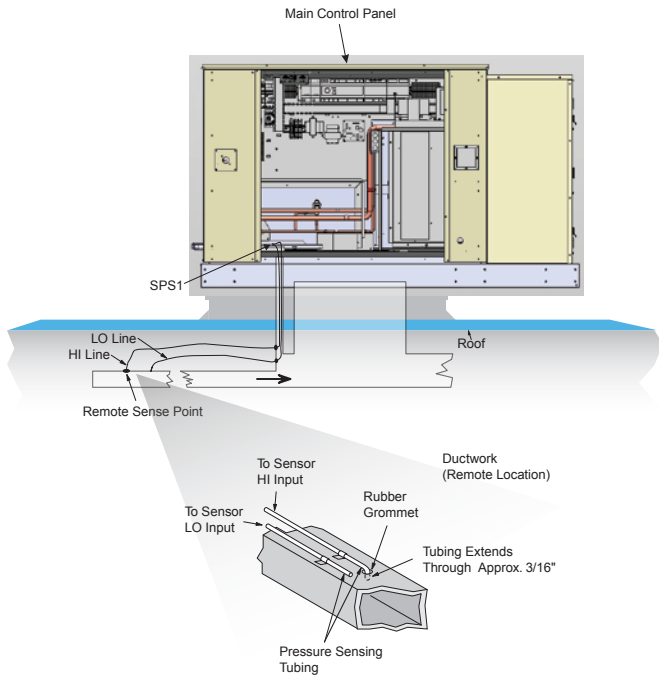 Main Control Panel
SPS1
LO Line
HI Line
Roof
Remote Sense Point
Ductwork
(Remote Location)
To Sensor
HI Input
Rubber
Grommet
To Sensor
LO Input
Tubing Extends
Through Approx. 3/16"
Pressure Sensing
Tubing